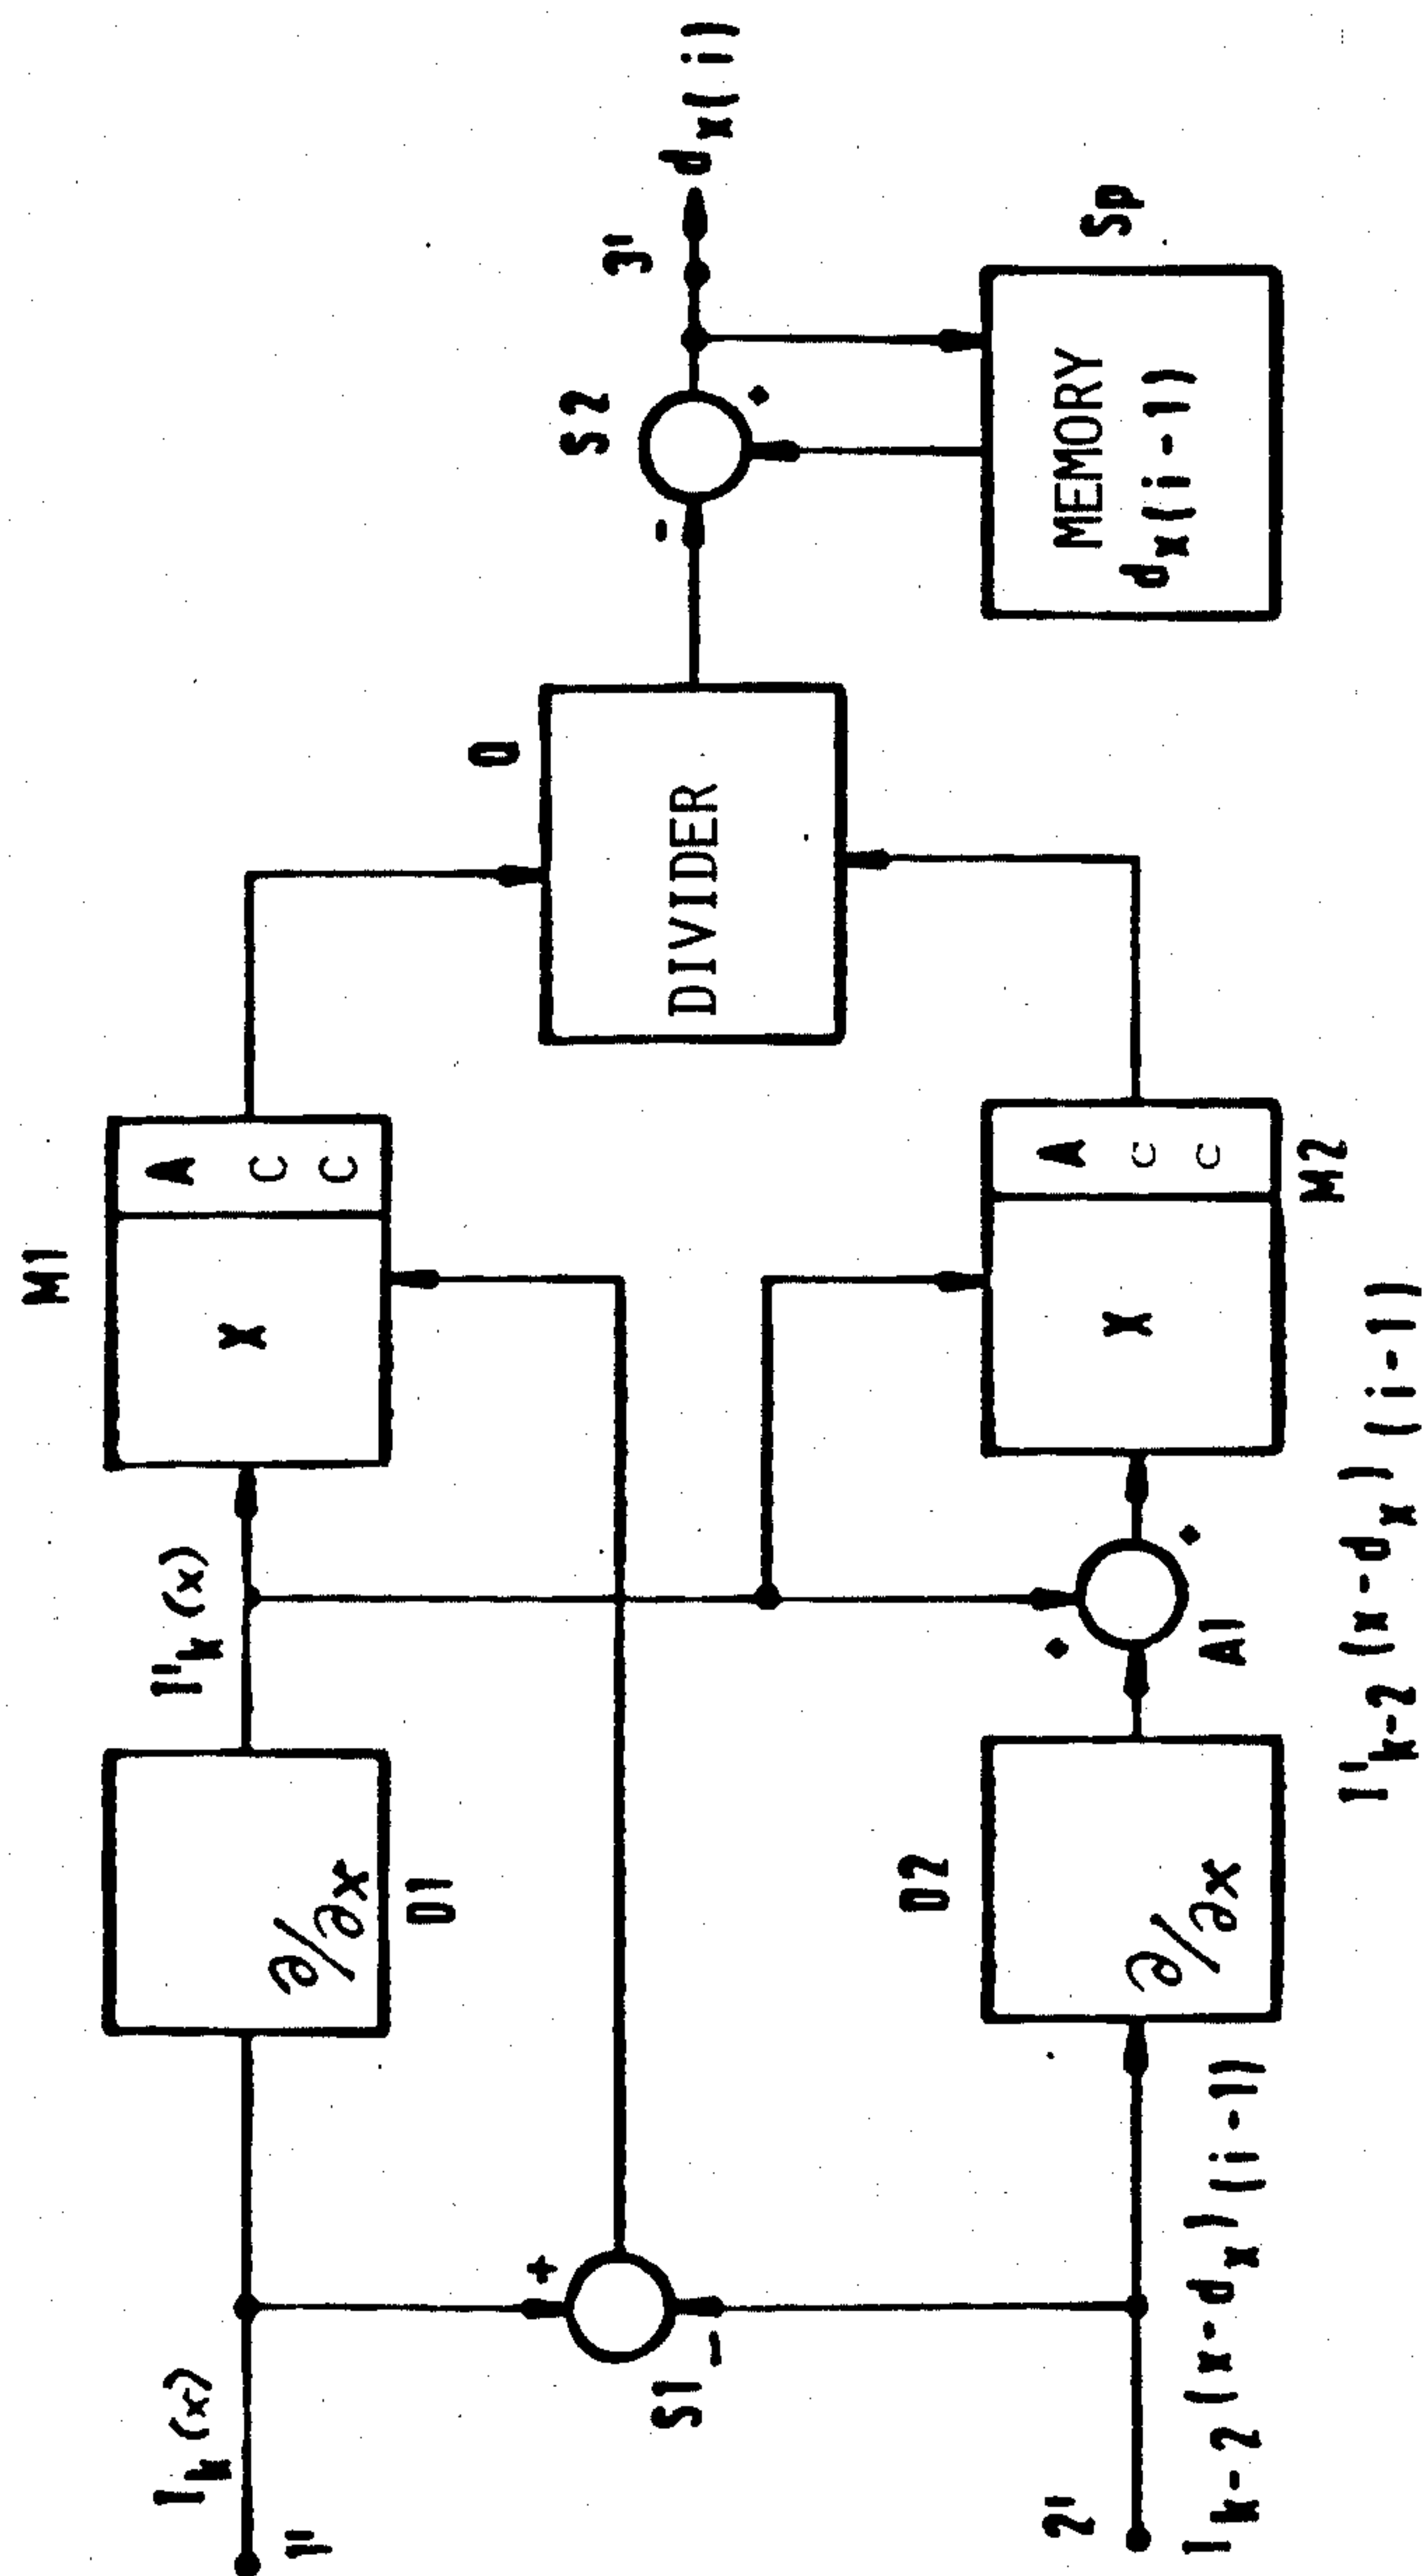 1'
I_k (x)
D1
∂/∂x
I'_k (x)
M1
X
A C C
S1
+
-
Q
DIVIDER
S2
-
+
3'
d_x(i)
MEMORY
d_x(i-1)
Sp
2'
I_k-2 (x-d_x)(i-1)
D2
∂/∂x
A1
+
+
I'_k-2 (x-d_x)(i-1)
M2
X
A C C